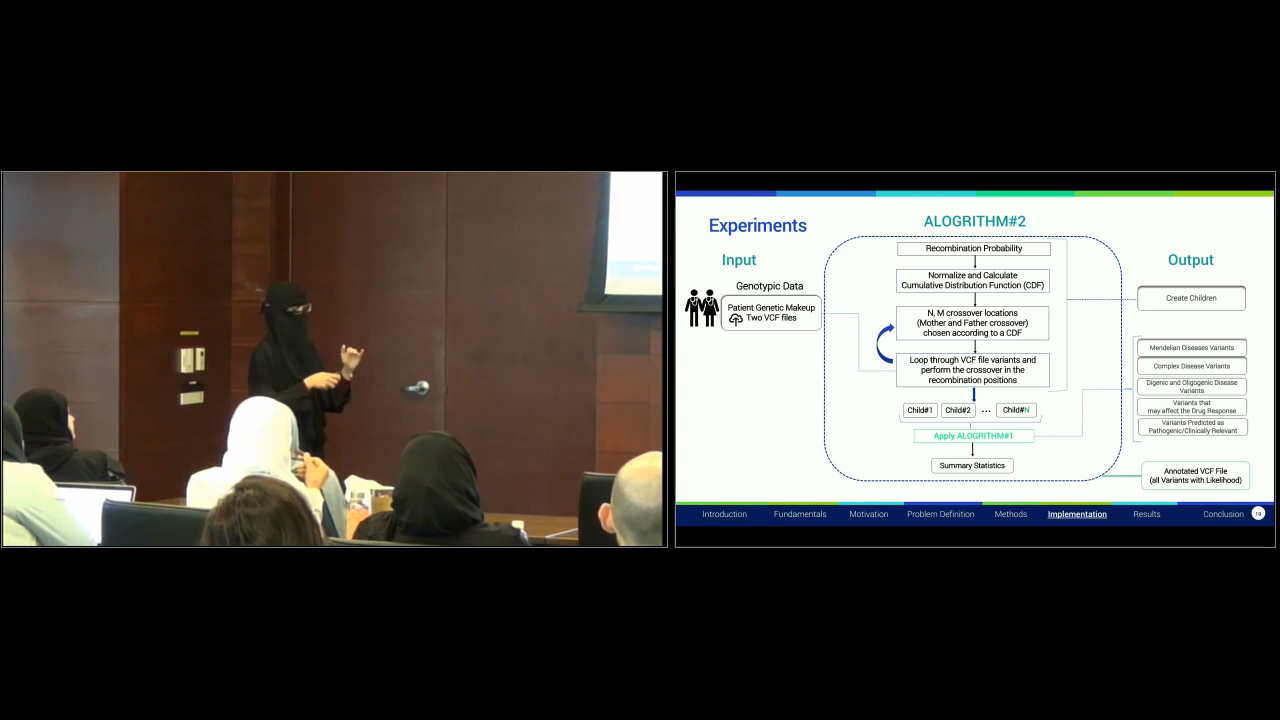 Experiments
ALOGRITHM#2
Input
Output
Genotypic Data
Patient Genetic Makeup
Two VCF files
Recombination Probability
Normalize and Calculate
Cumulative Distribution Function (CDF)
N, M crossover locations
(Mother and Father crossover)
chosen according to a CDF
Loop through VCF file variants and
perform the crossover in the
recombination positions
Child#1
Child#2
...
Child#N
Apply ALOGRITHM#1
Summary Statistics
Create Children
Mendelian Diseases Variants
Complex Disease Variants
Digenic and Oligogenic Disease
Variants
Variants that
may affect the Drug Response
Variants Predicted as
Pathogenic/Clinically Relevant
Annotated VCF File
(all Variants with Likelihood)
Introduction Fundamentals Motivation Problem Definition Methods Implementation Results Conclusion 19